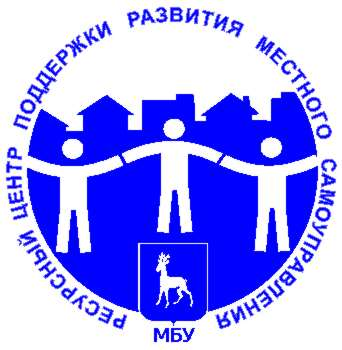 РЕСУРСНЫЙ ЦЕНТР ПОДДЕРЖКИ РАЗВИТИЯ МЕСТНОГО САМОУПРАВЛЕНИЯ
МБУ